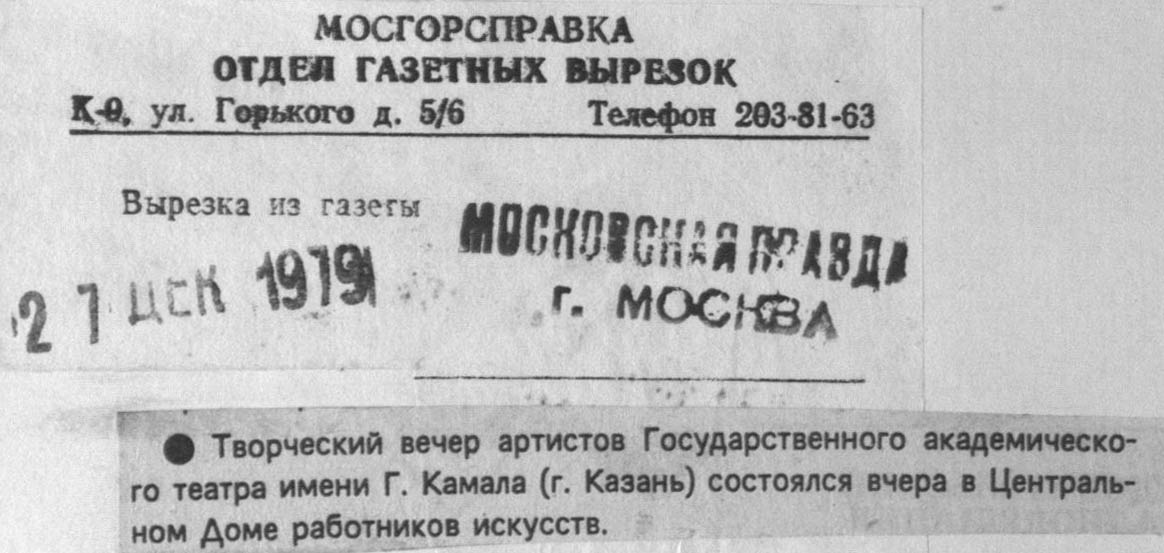 МОСГОРСПРАВКА
ОТДЕЛ ГАЗЕТНЫХ ВЫРЕЗОК
К-9, ул. Горького д. 5/6 Телефон 203-81-63
Вырезка из газеты
МОСКОВСКАЯ ПРАВДА
г. МОСКВА
27 ДЕК 1979
● Творческий вечер артистов Государственного академическо-
го театра имени Г. Камала (г. Казань) состоялся вчера в Централь-
ном Доме работников искусств.